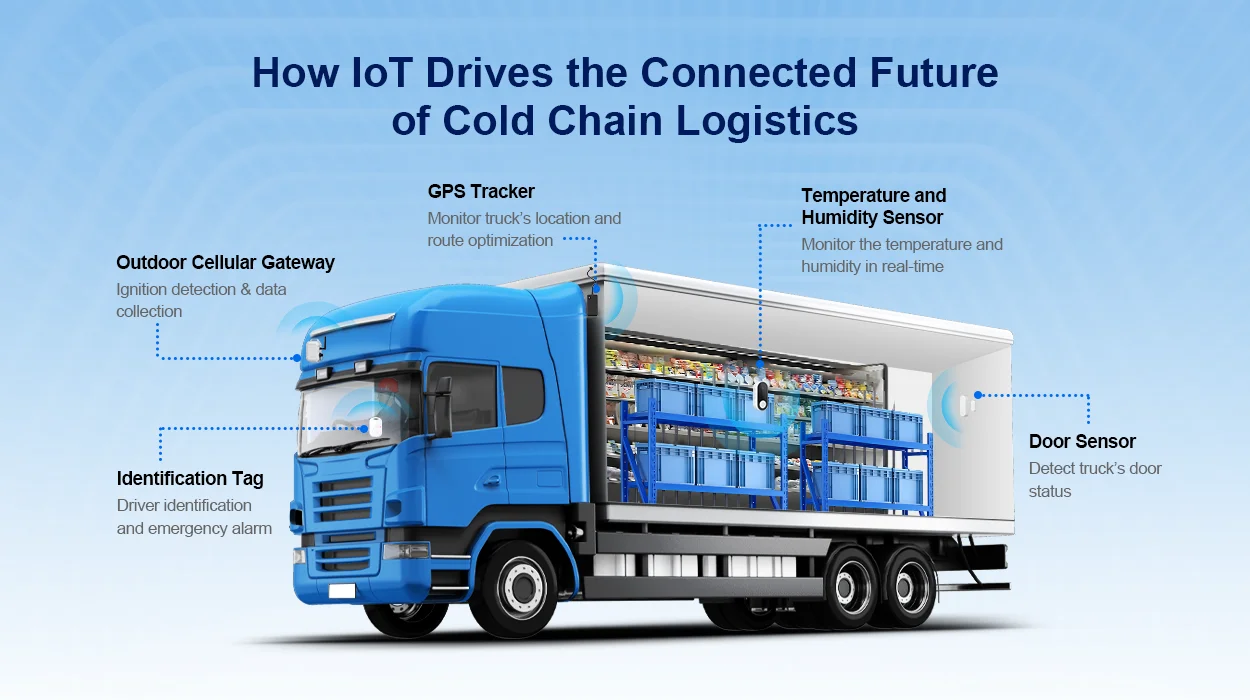 How IoT Drives the Connected Future
of Cold Chain Logistics
GPS Tracker
Monitor truck's location and
route optimization
Temperature and
Humidity Sensor
Monitor the temperature and
humidity in real-time
Outdoor Cellular Gateway
Ignition detection & data
collection
Identification Tag
Driver identification
and emergency alarm
Door Sensor
Detect truck's door
status